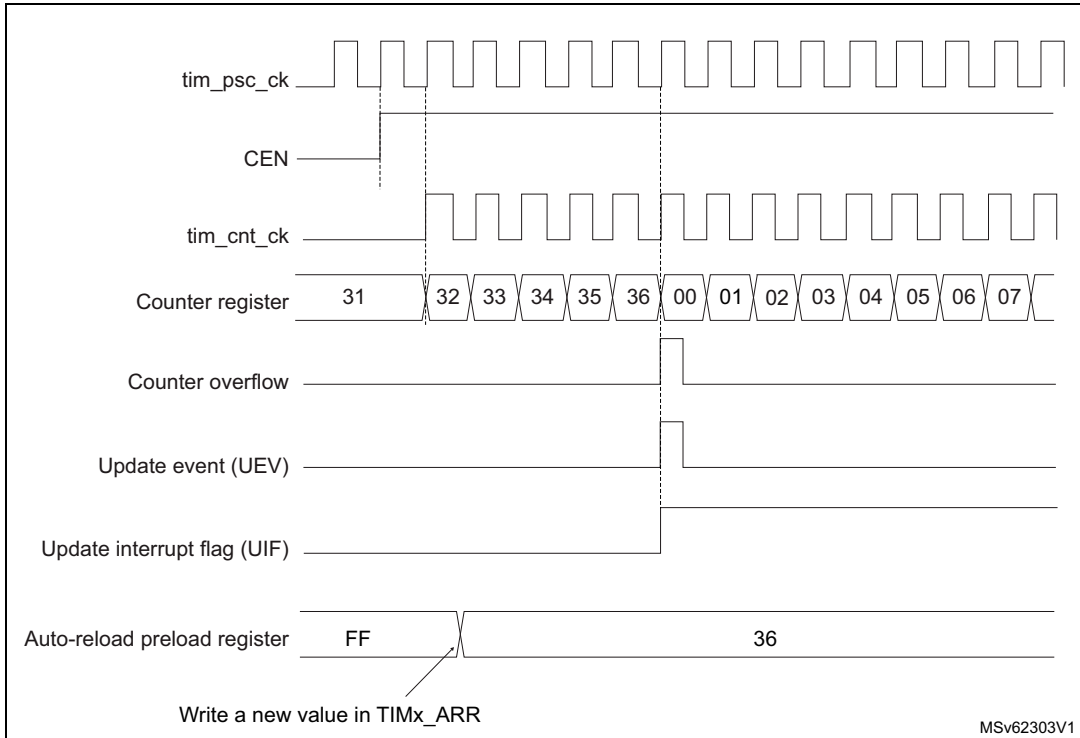 tim_psc_ck
CEN
tim_cnt_ck
Counter register 31 32 33 34 35 36 00 01 02 03 04 05 06 07
Counter overflow
Update event (UEV)
Update interrupt flag (UIF)
Auto-reload preload register FF 36
Write a new value in TIMx_ARR
MSv62303V1